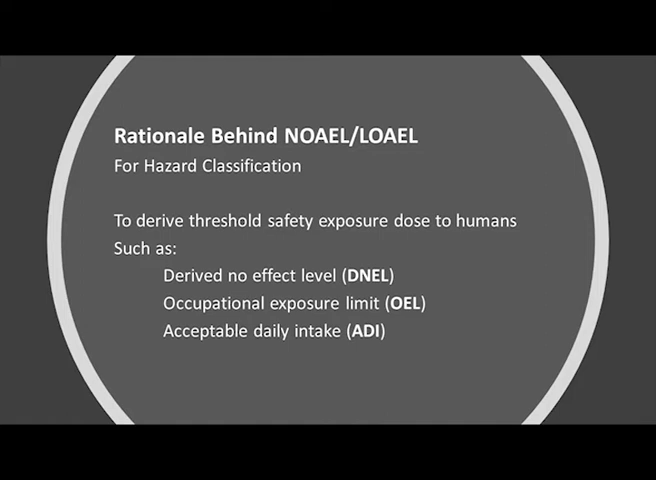 Rationale Behind NOAEL/LOAEL
For Hazard Classification
To derive threshold safety exposure dose to humans
Such as:
Derived no effect level (DNEL)
Occupational exposure limit (OEL)
Acceptable daily intake (ADI)